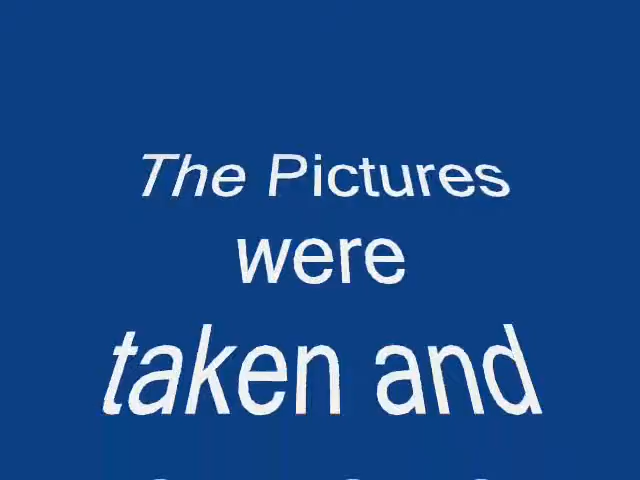 The Pictures
were
taken and